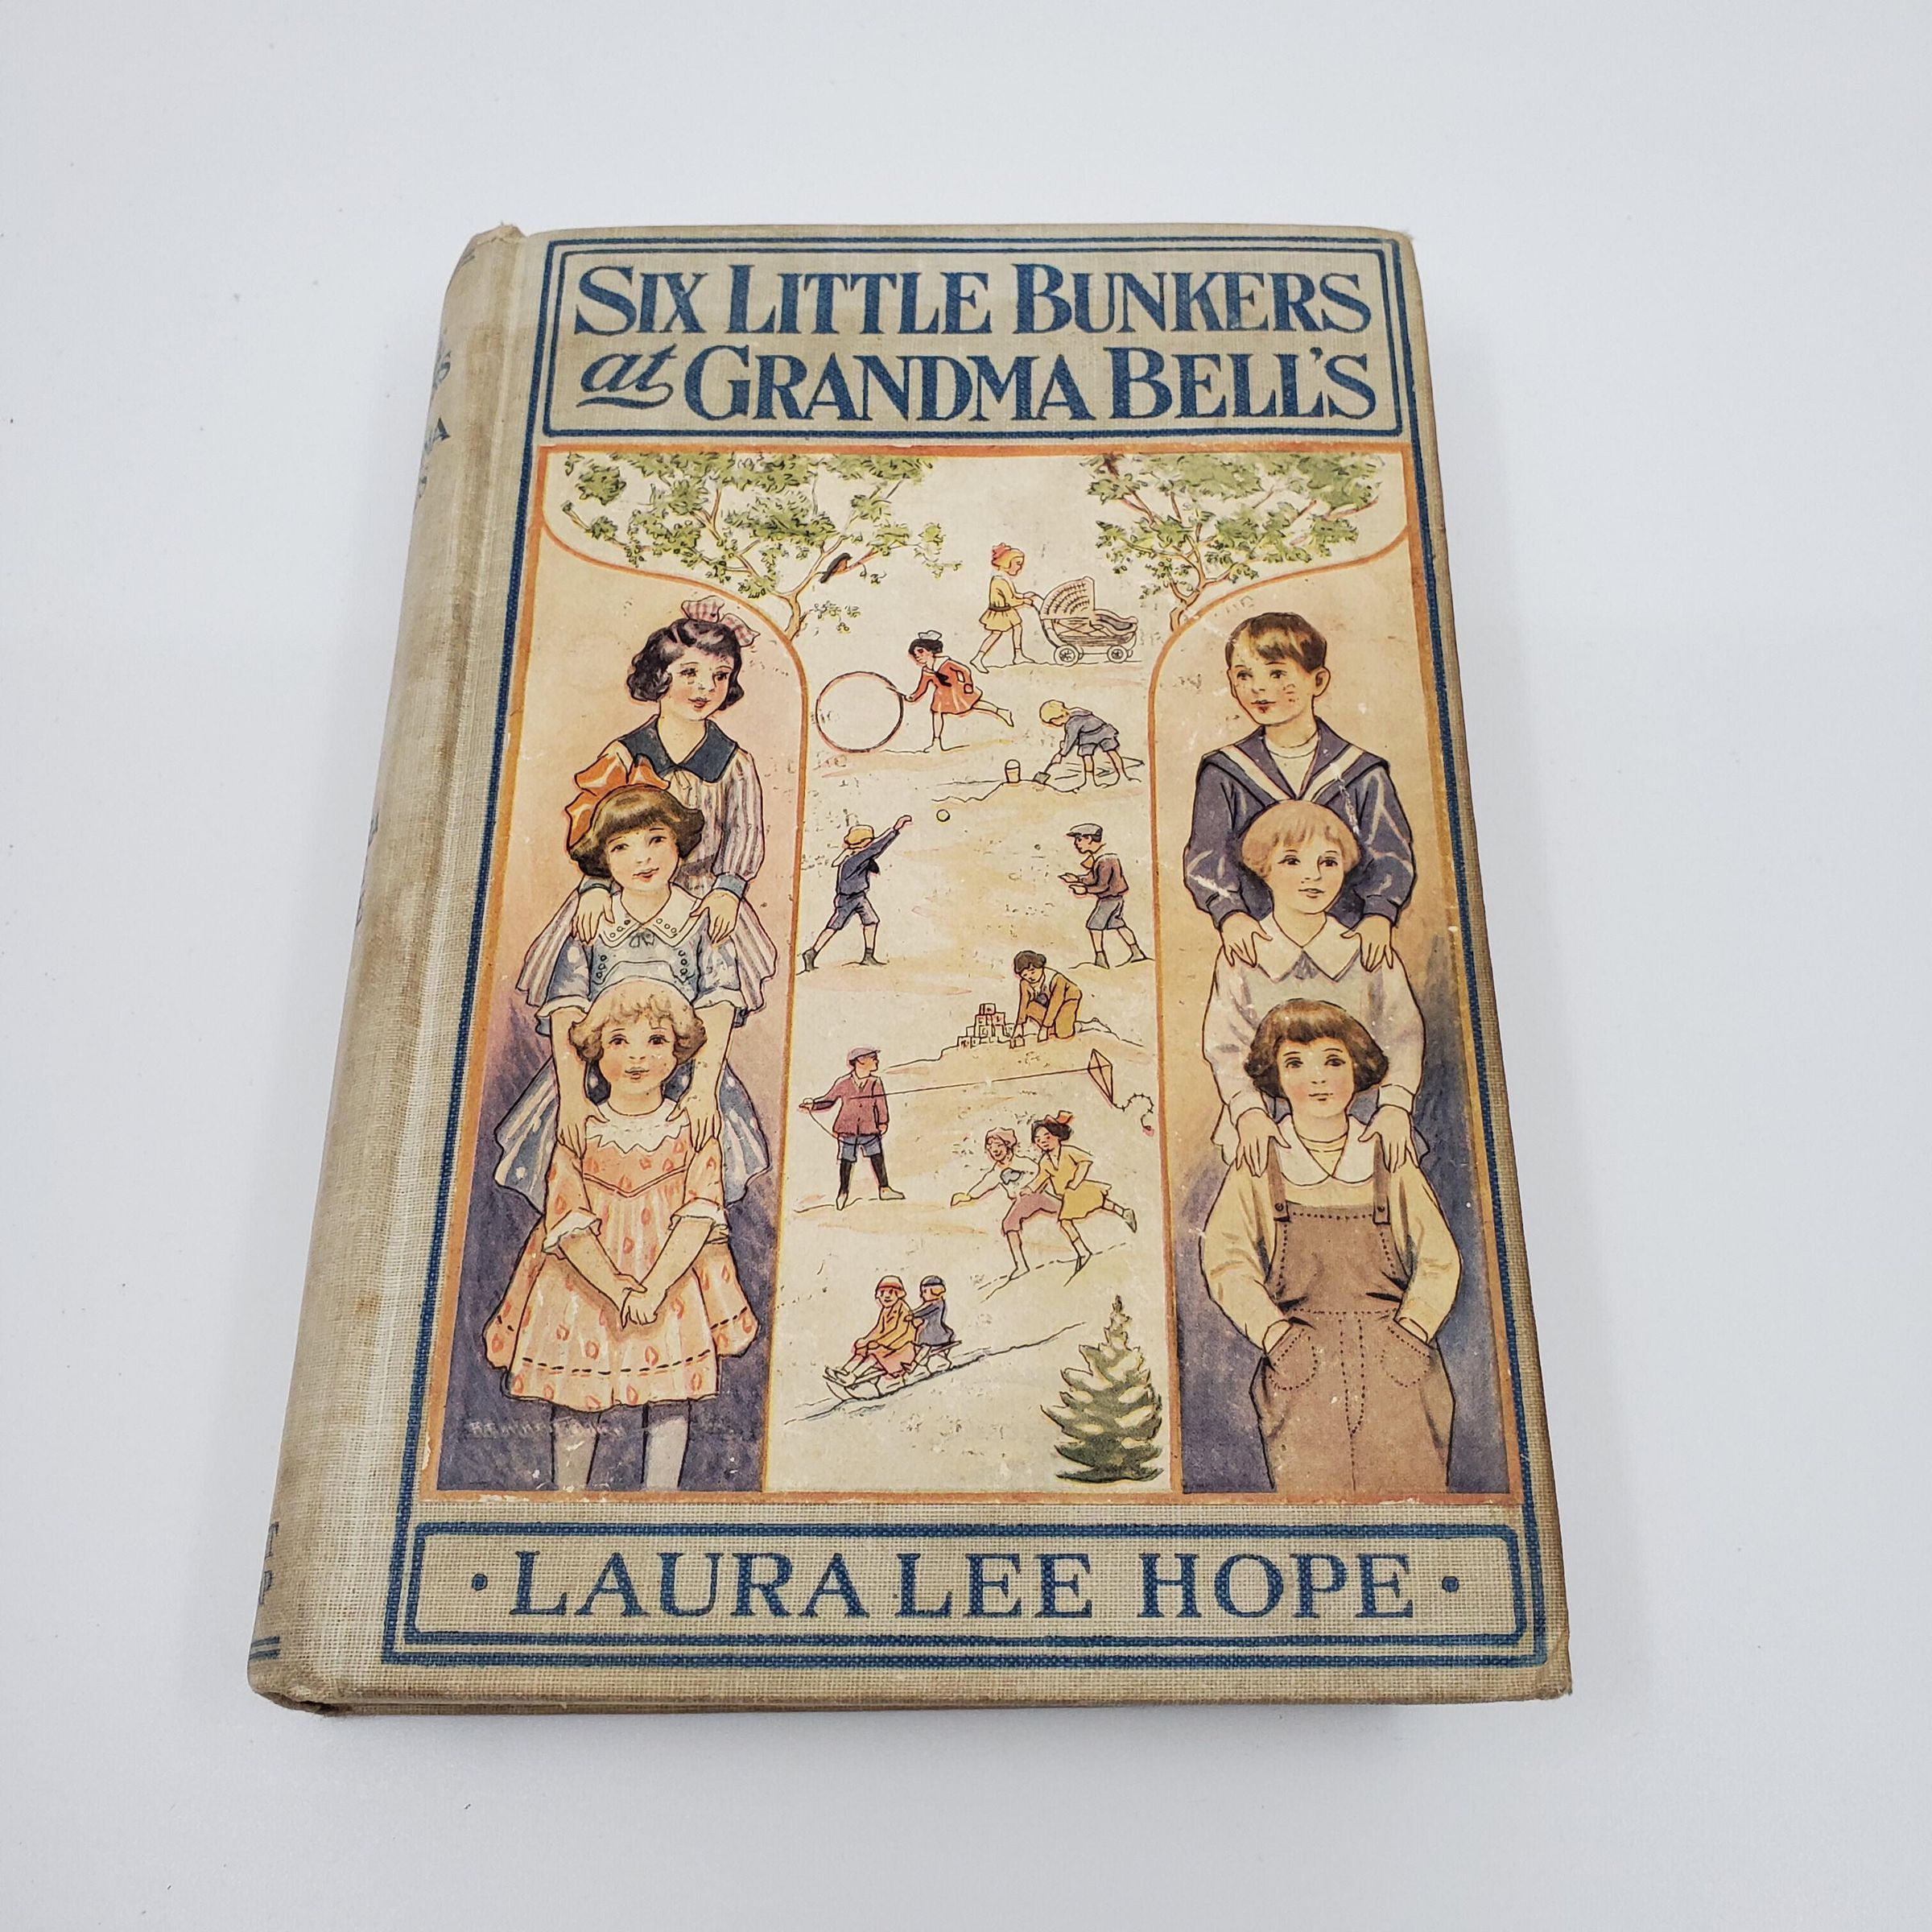 SIX LITTLE BUNKERS
at GRANDMA BELL'S
· LAURA LEE HOPE ·